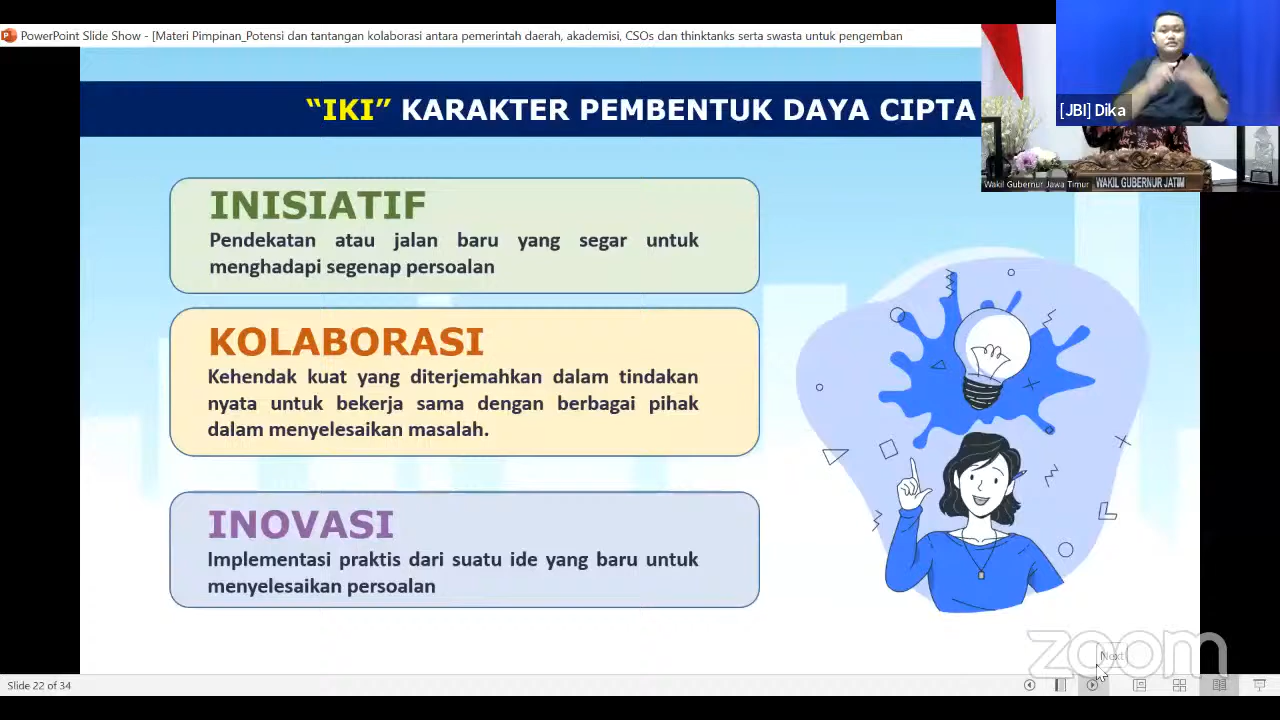 PowerPoint Slide Show - [Materi Pimpinan_Potensi dan tantangan kolaborasi antara pemerintah daerah, akademisi, CSOs dan thinktanks serta swasta untuk pengemban
[JBI] Dika
Wakil Gubernur Jawa Timur
WAKIL GUBERNUR JATIM
“IKI” KARAKTER PEMBENTUK DAYA CIPTA
INISIATIF
Pendekatan atau jalan baru yang segar untuk
menghadapi segenap persoalan
KOLABORASI
Kehendak kuat yang diterjemahkan dalam tindakan
nyata untuk bekerja sama dengan berbagai pihak
dalam menyelesaikan masalah.
INOVASI
Implementasi praktis dari suatu ide yang baru untuk
menyelesaikan persoalan
zoom
Next
Slide 22 of 34